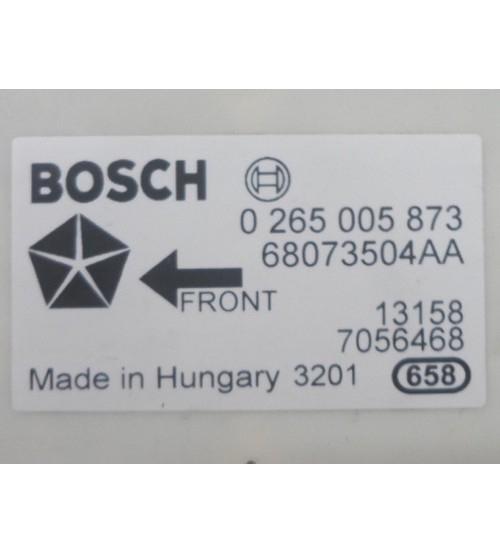 BOSCH
0 265 005 873
68073504AA
FRONT
13158
7056468
Made in Hungary 3201 658